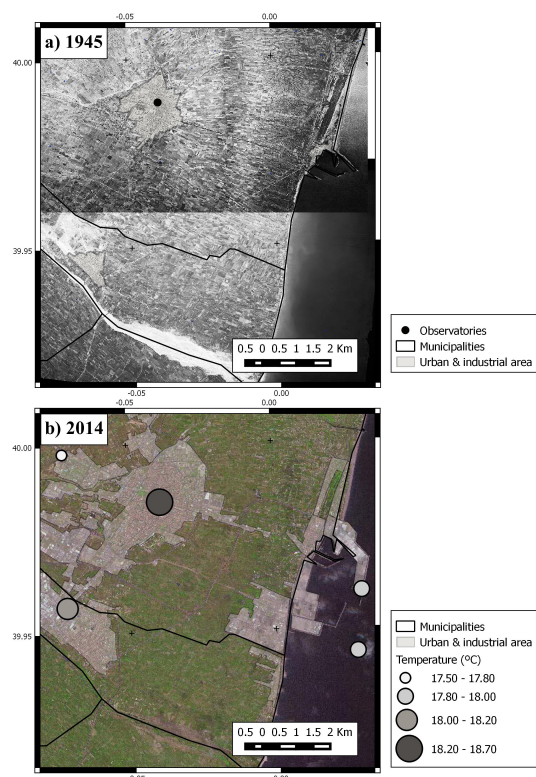 -0.05 0.00
a) 1945
40.00
39.95
5.5 0 0.5 1 1.5 2 Km
Observatories
Municipalities
Urban & industrial area
-0.05 0.00
-0.05 0.00
b) 2014
40.00
39.95
5.5 0 0.5 1 1.5 2 Km
Municipalities
Urban & industrial area
Temperature (ºC)
17.50 - 17.80
17.80 - 18.00
18.00 - 18.20
18.20 - 18.70